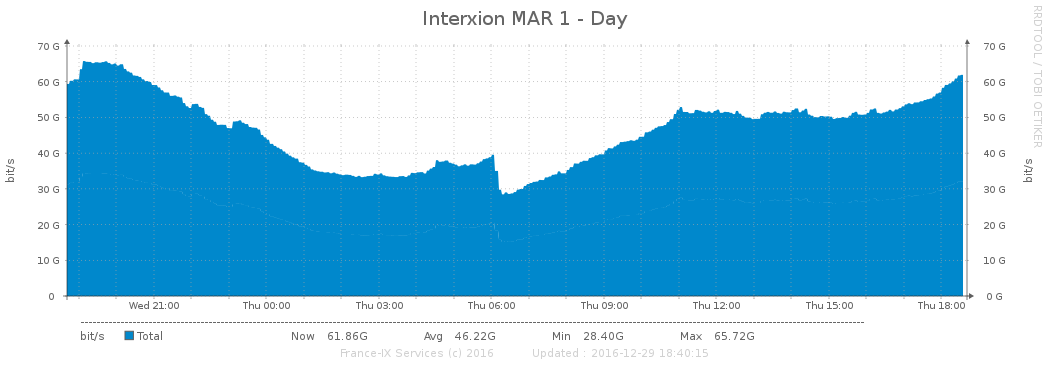 Interxion MAR 1 - Day
RRDTOOL / TOBI OETIKER
70 G 70 G
60 G 60 G
50 G 50 G
40 G 40 G
30 G 30 G
20 G 20 G
10 G 10 G
0 0 G
bit/s bit/s
Wed 21:00 Thu 00:00 Thu 03:00 Thu 06:00 Thu 09:00 Thu 12:00 Thu 15:00 Thu 18:00
bit/s Total Now 61.86G Avg 46.22G Min 28.40G Max 65.72G
France-IX Services (c) 2016 Updated : 2016-12-29 18:40:15